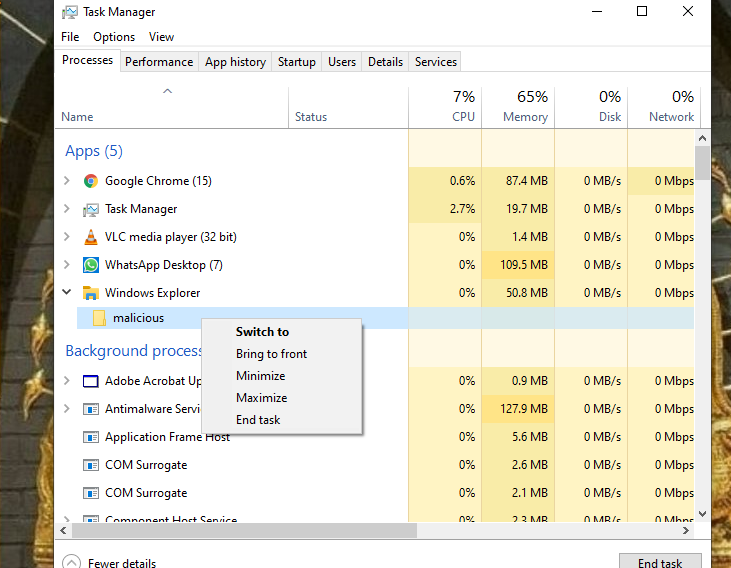 Task Manager
File Options View
Processes Performance App history Startup Users Details Services
7% 65% 0% 0%
Name Status CPU Memory Disk Network
Apps (5)
Google Chrome (15) 0.6% 87.4 MB 0 MB/s 0 Mbps
Task Manager 2.7% 19.7 MB 0 MB/s 0 Mbps
VLC media player (32 bit) 0% 1.4 MB 0 MB/s 0 Mbps
WhatsApp Desktop (7) 0% 109.5 MB 0 MB/s 0 Mbps
Windows Explorer 0% 50.8 MB 0 MB/s 0 Mbps
malicious
Switch to
Bring to front
Minimize
Maximize
End task
Background process
Adobe Acrobat Up 0% 0.9 MB 0 MB/s 0 Mbps
Antimalware Servi 0% 127.9 MB 0 MB/s 0 Mbps
Application Frame Host 0% 5.6 MB 0 MB/s 0 Mbps
COM Surrogate 0% 2.6 MB 0 MB/s 0 Mbps
COM Surrogate 0% 2.1 MB 0 MB/s 0 Mbps
Component Host Service 0% 2.3 MB 0 MB/s 0 Mbps
Fewer details End task